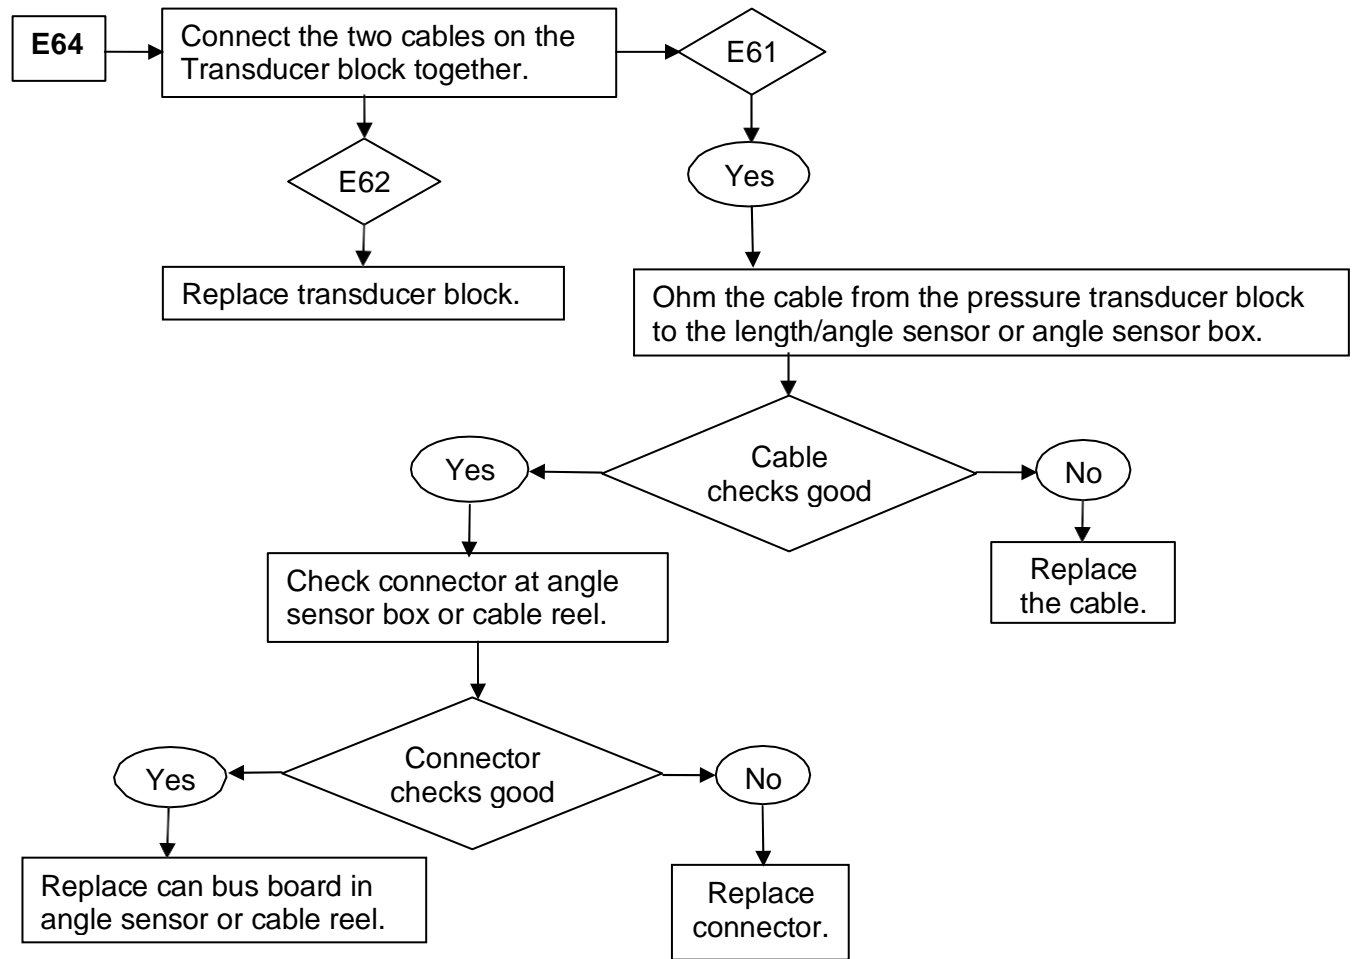 E64
Connect the two cables on the
Transducer block together.
E61
E62
Yes
Replace transducer block.
Ohm the cable from the pressure transducer block
to the length/angle sensor or angle sensor box.
Cable
checks good
Yes
No
Check connector at angle
sensor box or cable reel.
Replace
the cable.
Connector
checks good
Yes
No
Replace can bus board in
angle sensor or cable reel.
Replace
connector.